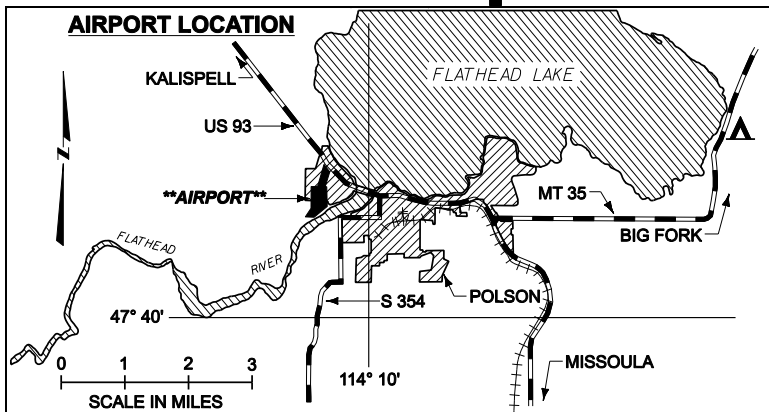 AIRPORT LOCATION
KALISPELL
FLATHEAD LAKE
US 93
N
**AIRPORT**
MT 35
BIG FORK
FLATHEAD
RIVER
POLSON
S 354
47° 40'
MISSOULA
0 1 2 3
114° 10'
SCALE IN MILES